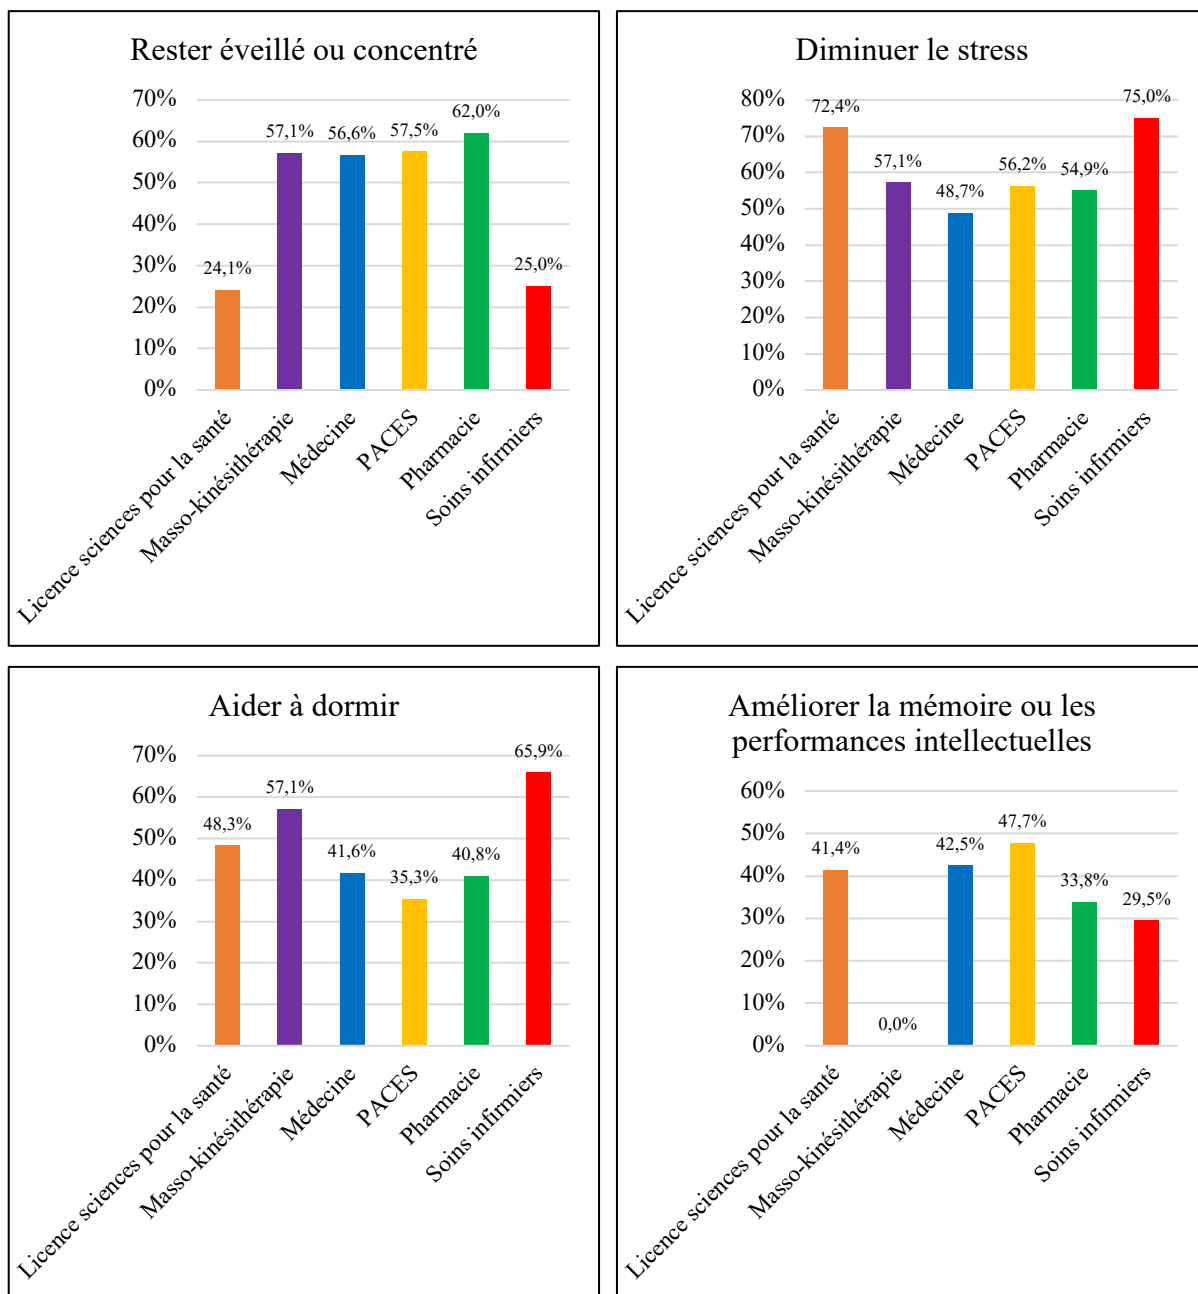 Rester éveillé ou concentré
70%
60%
50%
40%
30%
20%
10%
0%
24,1%
57,1%
56,6%
57,5%
62,0%
25,0%
Licence sciences pour la santé
Masso-kinésithérapie
Médecine
PACES
Pharmacie
Soins infirmiers
Diminuer le stress
80%
70%
60%
50%
40%
30%
20%
10%
0%
72,4%
57,1%
48,7%
56,2%
54,9%
75,0%
Licence sciences pour la santé
Masso-kinésithérapie
Médecine
PACES
Pharmacie
Soins infirmiers
Aider à dormir
70%
60%
50%
40%
30%
20%
10%
0%
48,3%
57,1%
41,6%
35,3%
40,8%
65,9%
Licence sciences pour la santé
Masso-kinésithérapie
Médecine
PACES
Pharmacie
Soins infirmiers
Améliorer la mémoire ou les
performances intellectuelles
60%
50%
40%
30%
20%
10%
0%
41,4%
0,0%
42,5%
47,7%
33,8%
29,5%
Licence sciences pour la santé
Masso-kinésithérapie
Médecine
PACES
Pharmacie
Soins infirmiers